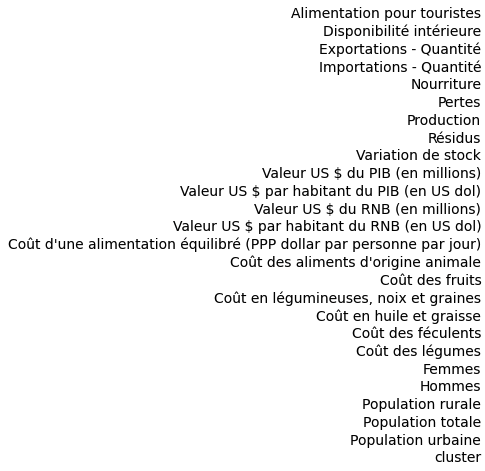 Alimentation pour touristes
Disponibilité intérieure
Exportations - Quantité
Importations - Quantité
Nourriture
Pertes
Production
Résidus
Variation de stock
Valeur US $ du PIB (en millions)
Valeur US $ par habitant du PIB (en US dol)
Valeur US $ du RNB (en millions)
Valeur US $ par habitant du RNB (en US dol)
Coût d'une alimentation équilibré (PPP dollar par personne par jour)
Coût des aliments d'origine animale
Coût des fruits
Coût en légumineuses, noix et graines
Coût en huile et graisse
Coût des féculents
Coût des légumes
Femmes
Hommes
Population rurale
Population totale
Population urbaine
cluster